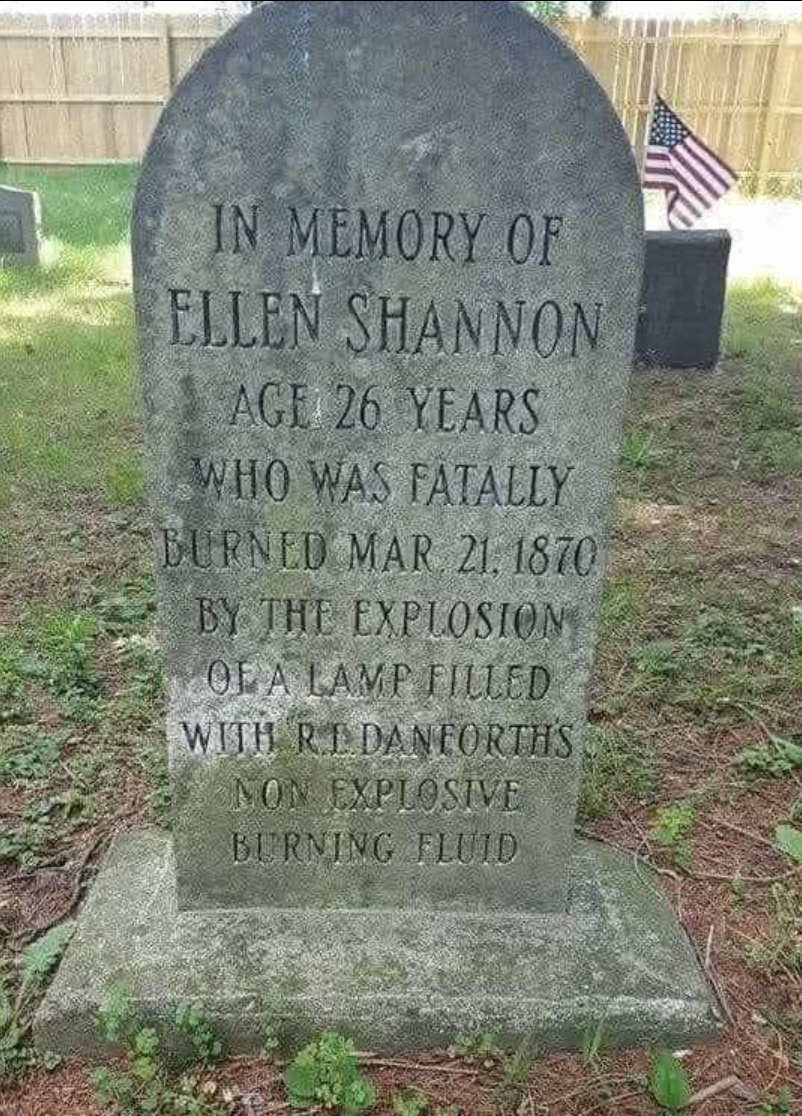 IN MEMORY OF
ELLEN SHANNON
AGE 26 YEARS
WHO WAS FATALLY
BURNED MAR. 21, 1870
BY THE EXPLOSION
OF A LAMP FILLED
WITH R.E. DANFORTH'S
NON EXPLOSIVE
BURNING FLUID